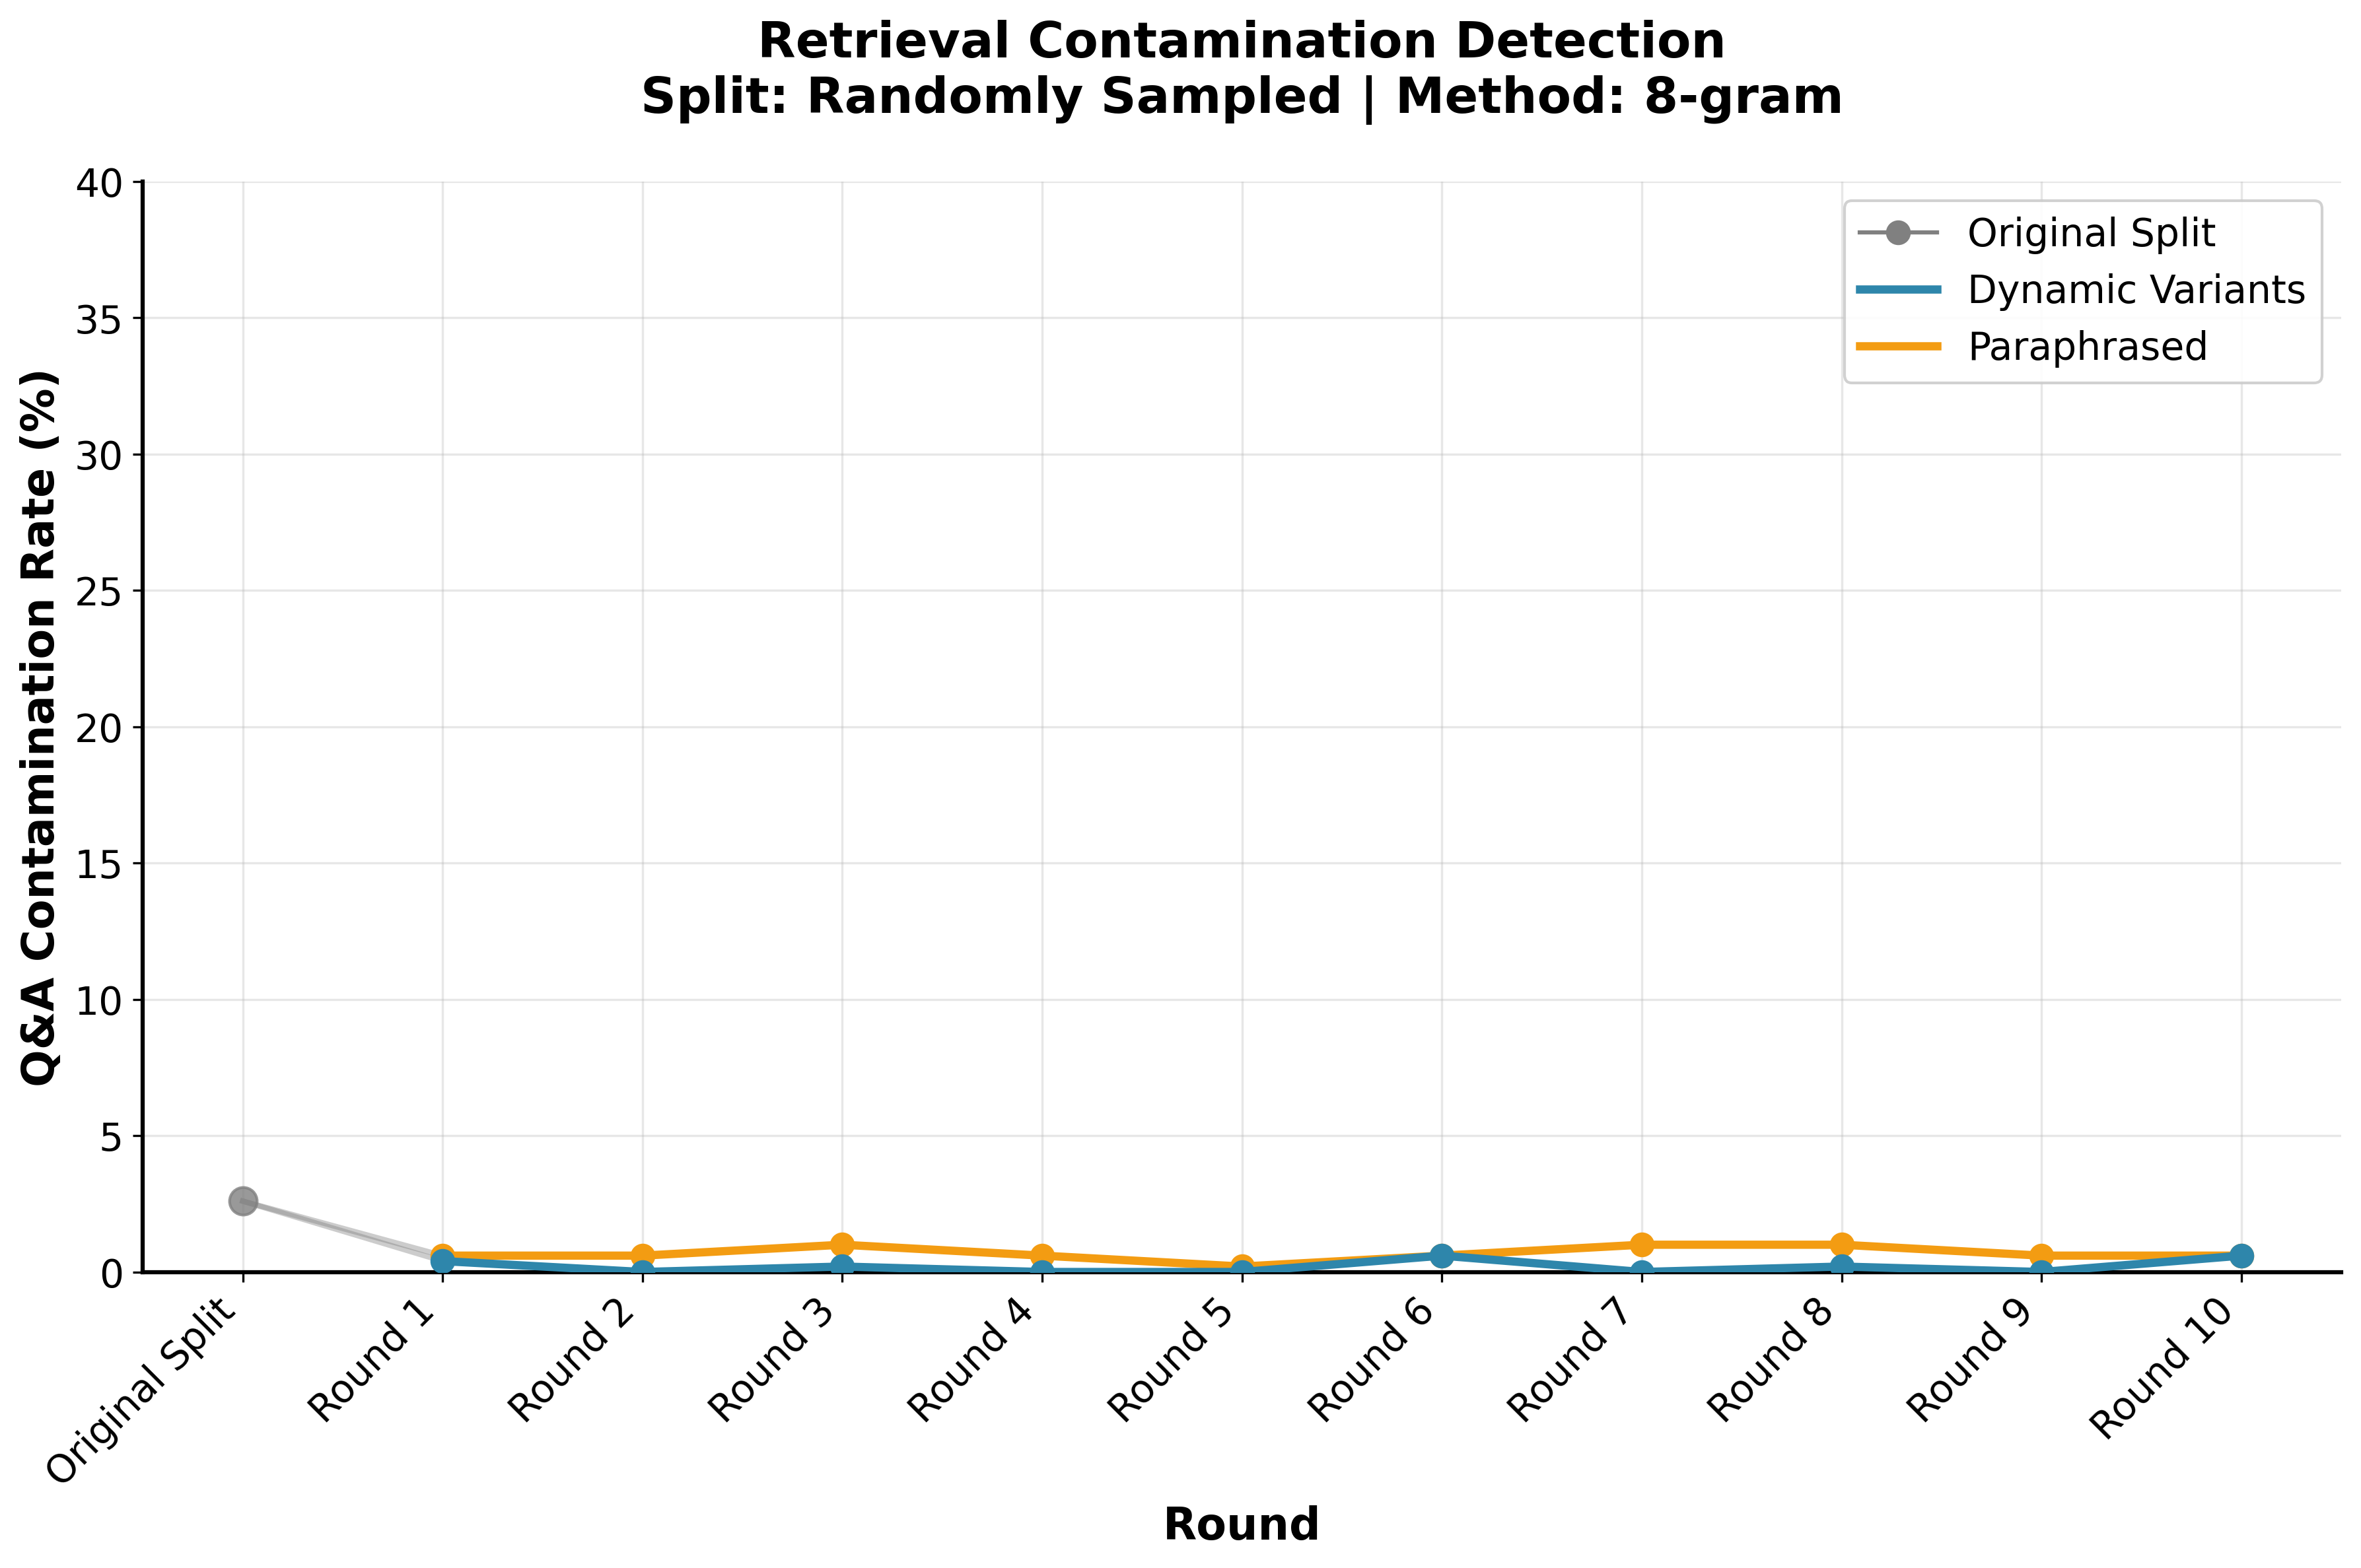 Retrieval Contamination Detection
Split: Randomly Sampled | Method: 8-gram
Q&A Contamination Rate (%)
40
35
30
25
20
15
10
5
0
Original Split
Dynamic Variants
Paraphrased
Original Split
Round 1
Round 2
Round 3
Round 4
Round 5
Round 6
Round 7
Round 8
Round 9
Round 10
Round